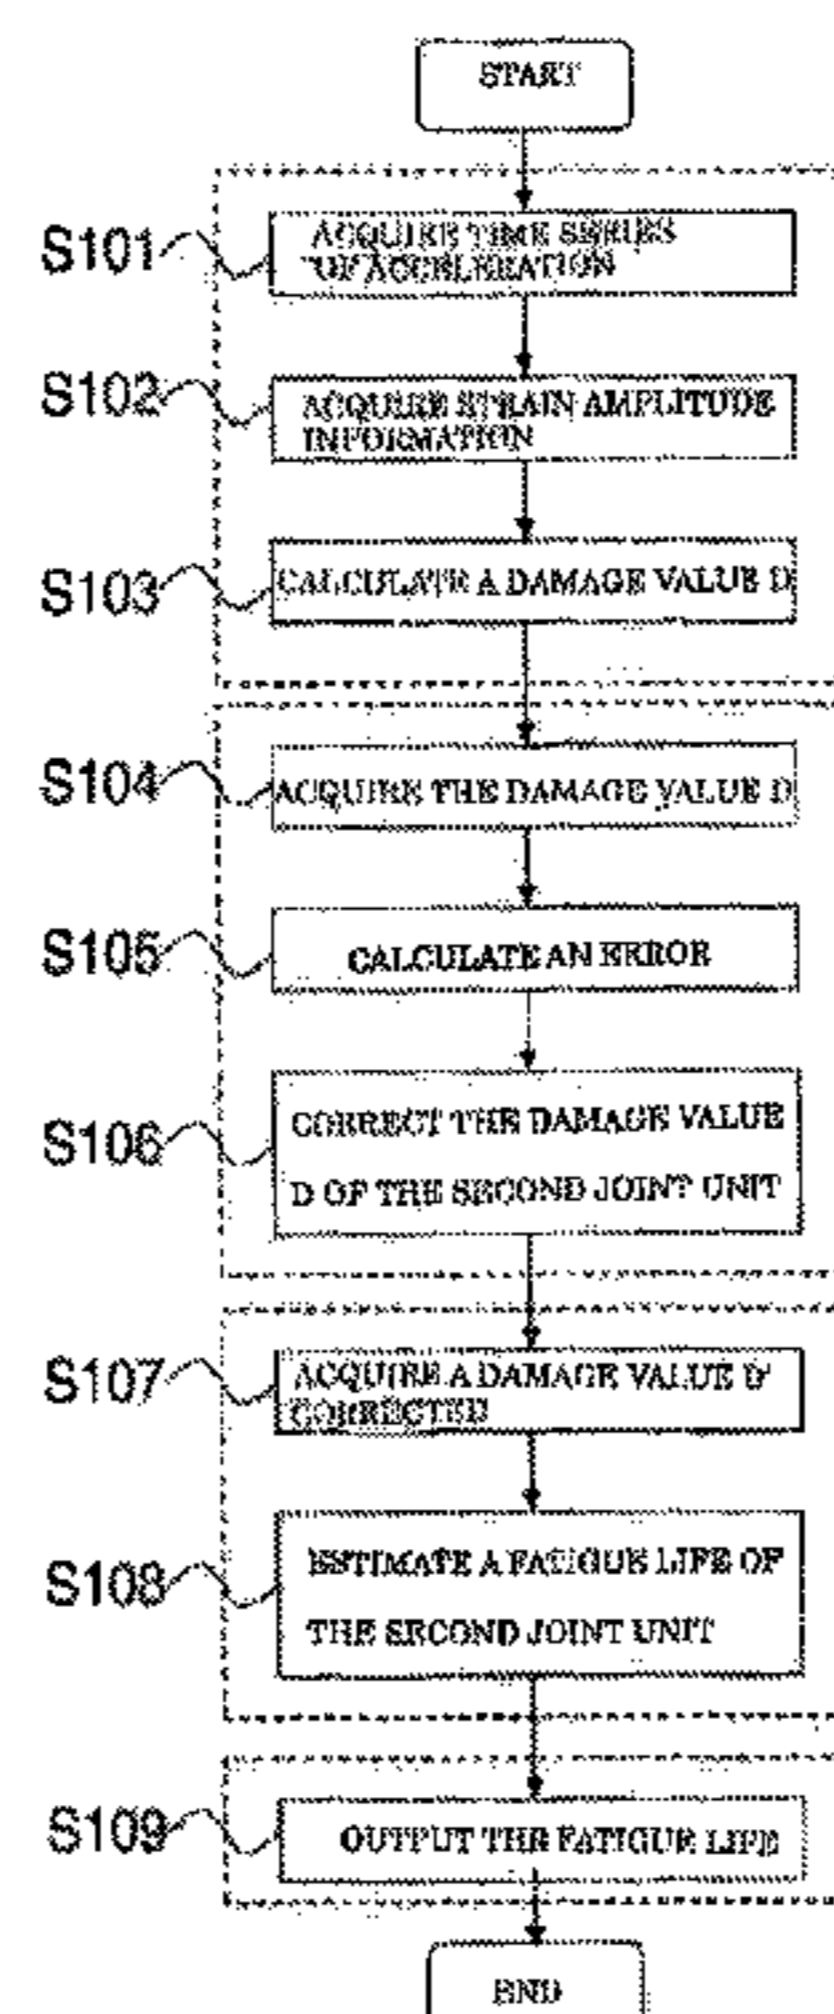 START
S101
ACQUIRE TIME SERIES
OF ACCELERATION
S102
ACQUIRE STRAIN AMPLITUDE
INFORMATION
S103
CALCULATE A DAMAGE VALUE D
S104
ACQUIRE THE DAMAGE VALUE D
S105
CALCULATE AN ERROR
S106
CORRECT THE DAMAGE VALUE
D OF THE SECOND JOINT UNIT
S107
ACQUIRE A DAMAGE VALUE D'
CORRECTED
S108
ESTIMATE A FATIGUE LIFE OF
THE SECOND JOINT UNIT
S109
OUTPUT THE FATIGUE LIFE
END